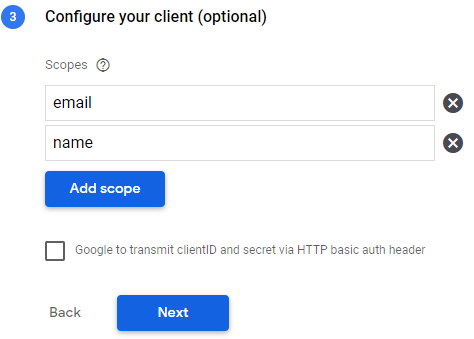 3 Configure your client (optional)
Scopes ?
email
name
Add scope
Google to transmit clientID and secret via HTTP basic auth header
Back Next